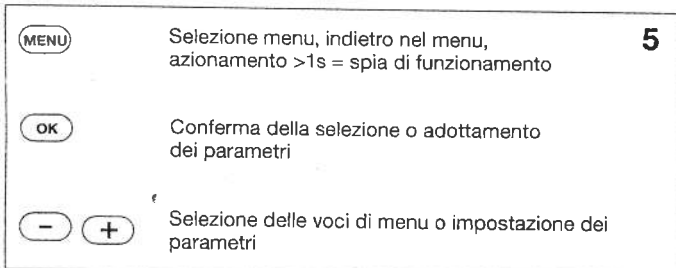 MENU
Selezione menu, indietro nel menu,
5
azionamento >1s = spia di funzionamento
OK
Conferma della selezione o adottamento
dei parametri
- +
Selezione delle voci di menu o impostazione dei
parametri